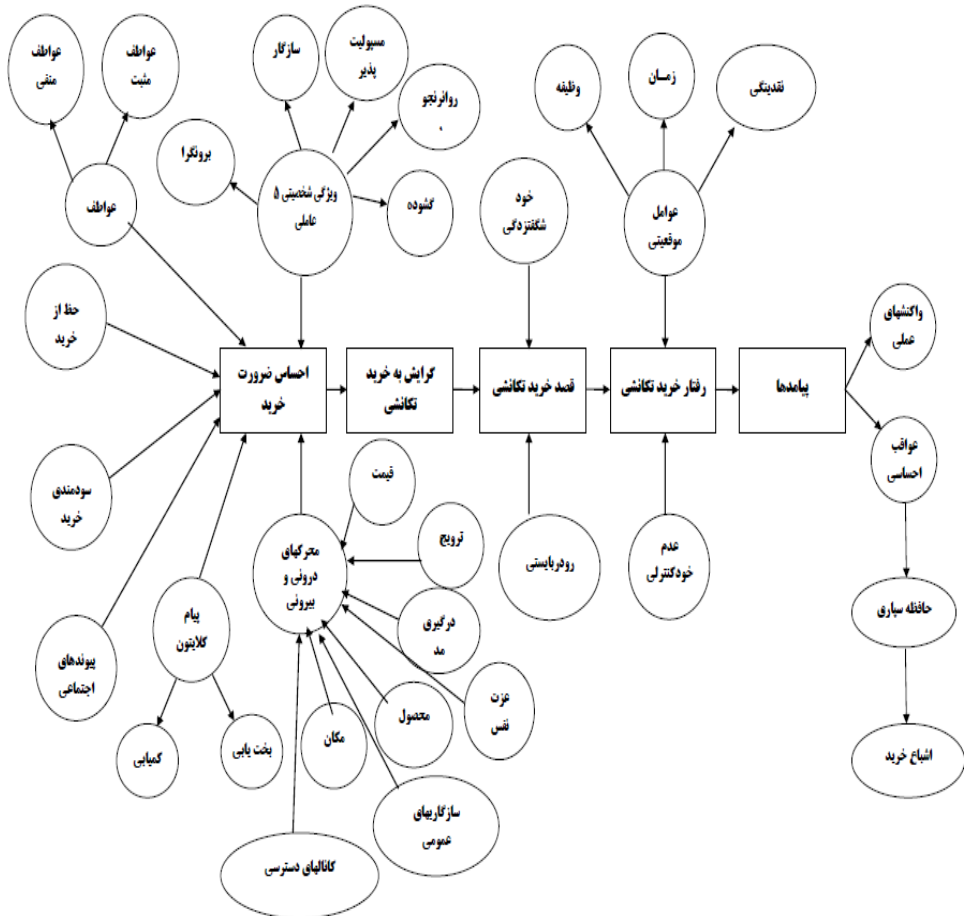 عواطف
منفی
عواطف
مثبت
سازگار
مسپولیت
پذیر
روانرنجو
وظیفه
زمـان
نقدینگی
برونگرا
عواطف
ویژگی شخصیتی ۵
عاملی
گشوده
خود
شگفتزدگی
عوامل
موقعیتی
حظ از
خرید
واکنشهای
عملی
احساس ضرورت
خرید
گرایش به خرید
تکانشی
قصد خرید تکانشی
رفتار خرید تکانشی
پیامدها
عواقب
احساسی
سودمندی
خرید
قیمت
ترویج
محرکهای
درونی و
بیرونی
رودربایستی
عدم
خودکنترلی
پیام
کلایتون
درگیری
مد
حافظه سپاری
پیوندهای
اجتماعی
عزت
نفس
محصول
مکان
بخت یابی
کمیابی
اشباع خرید
سازگاریهای
عمومی
کانالهای دسترسی